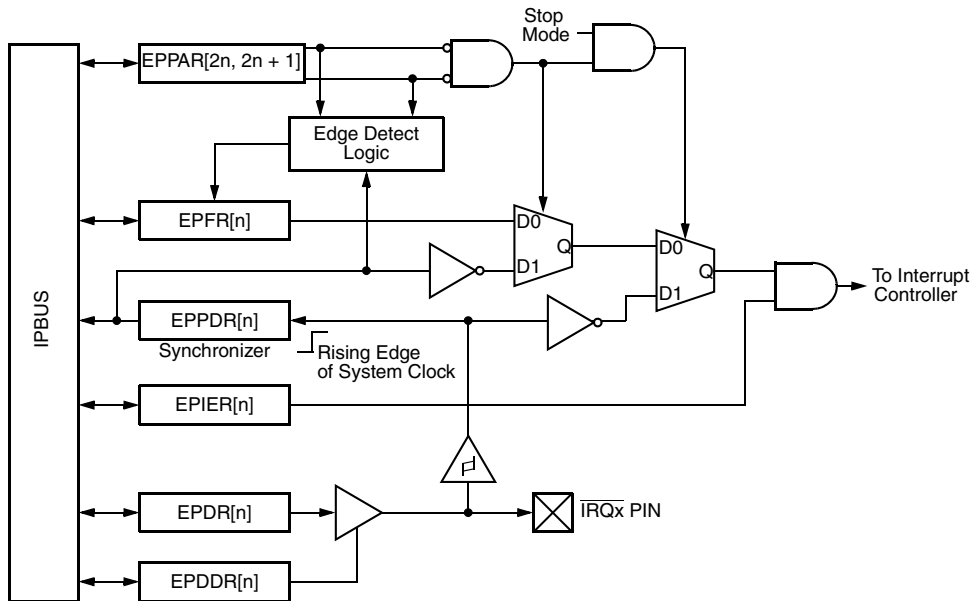 Stop
Mode
EPPAR[2n, 2n + 1]
Edge Detect
Logic
EPFR[n]
D0
Q
D1
D0
Q
D1
To Interrupt
Controller
IPBUS
EPPDR[n]
Synchronizer
Rising Edge
of System Clock
EPIER[n]
EPDR[n]
IRQx PIN
EPDDR[n]